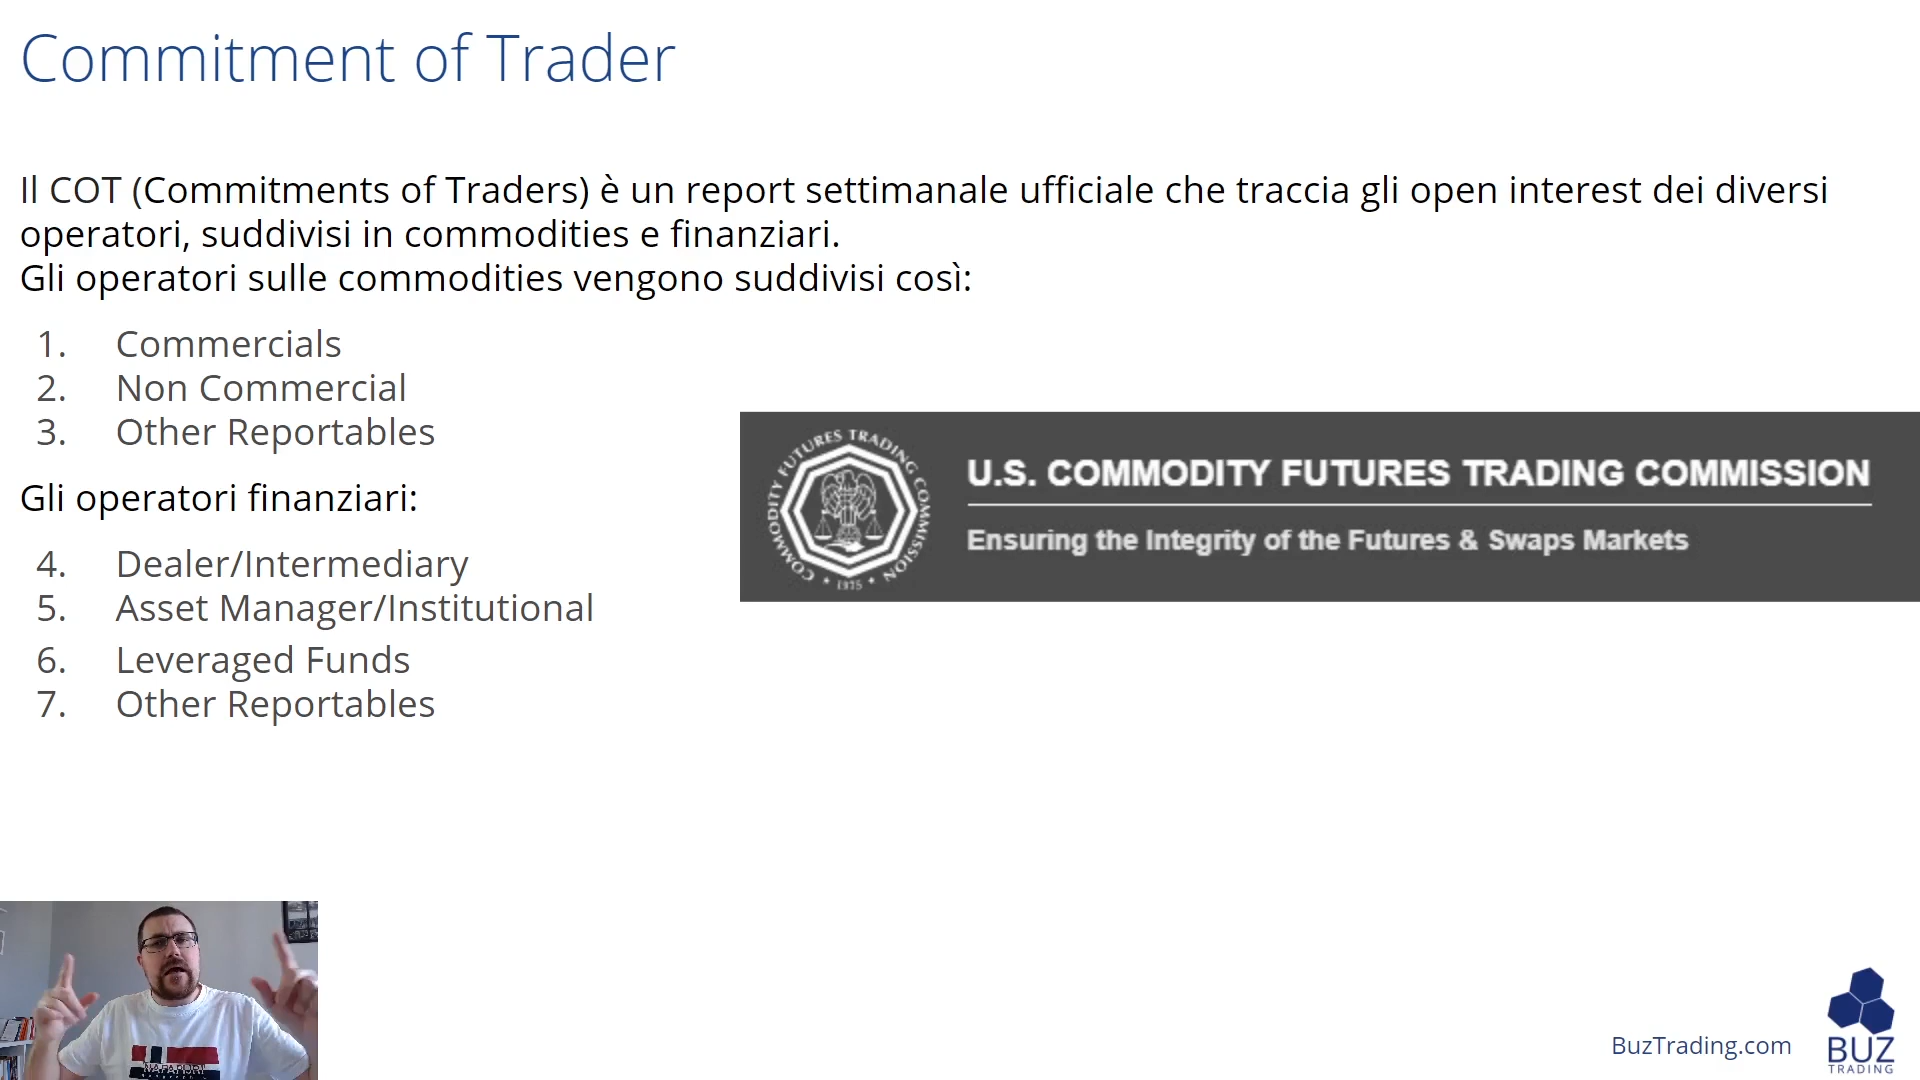 Commitment of Trader
Il COT (Commitments of Traders) è un report settimanale ufficiale che traccia gli open interest dei diversi
operatori, suddivisi in commodities e finanziari.
Gli operatori sulle commodities vengono suddivisi così:
1. Commercials
2. Non Commercial
3. Other Reportables
Gli operatori finanziari:
4. Dealer/Intermediary
5. Asset Manager/Institutional
6. Leveraged Funds
7. Other Reportables
COMMODITY FUTURES TRADING COMMISSION
1975
U.S. COMMODITY FUTURES TRADING COMMISSION
Ensuring the Integrity of the Futures & Swaps Markets
NAPAPIJRI
BuzTrading.com
BUZ
TRADING